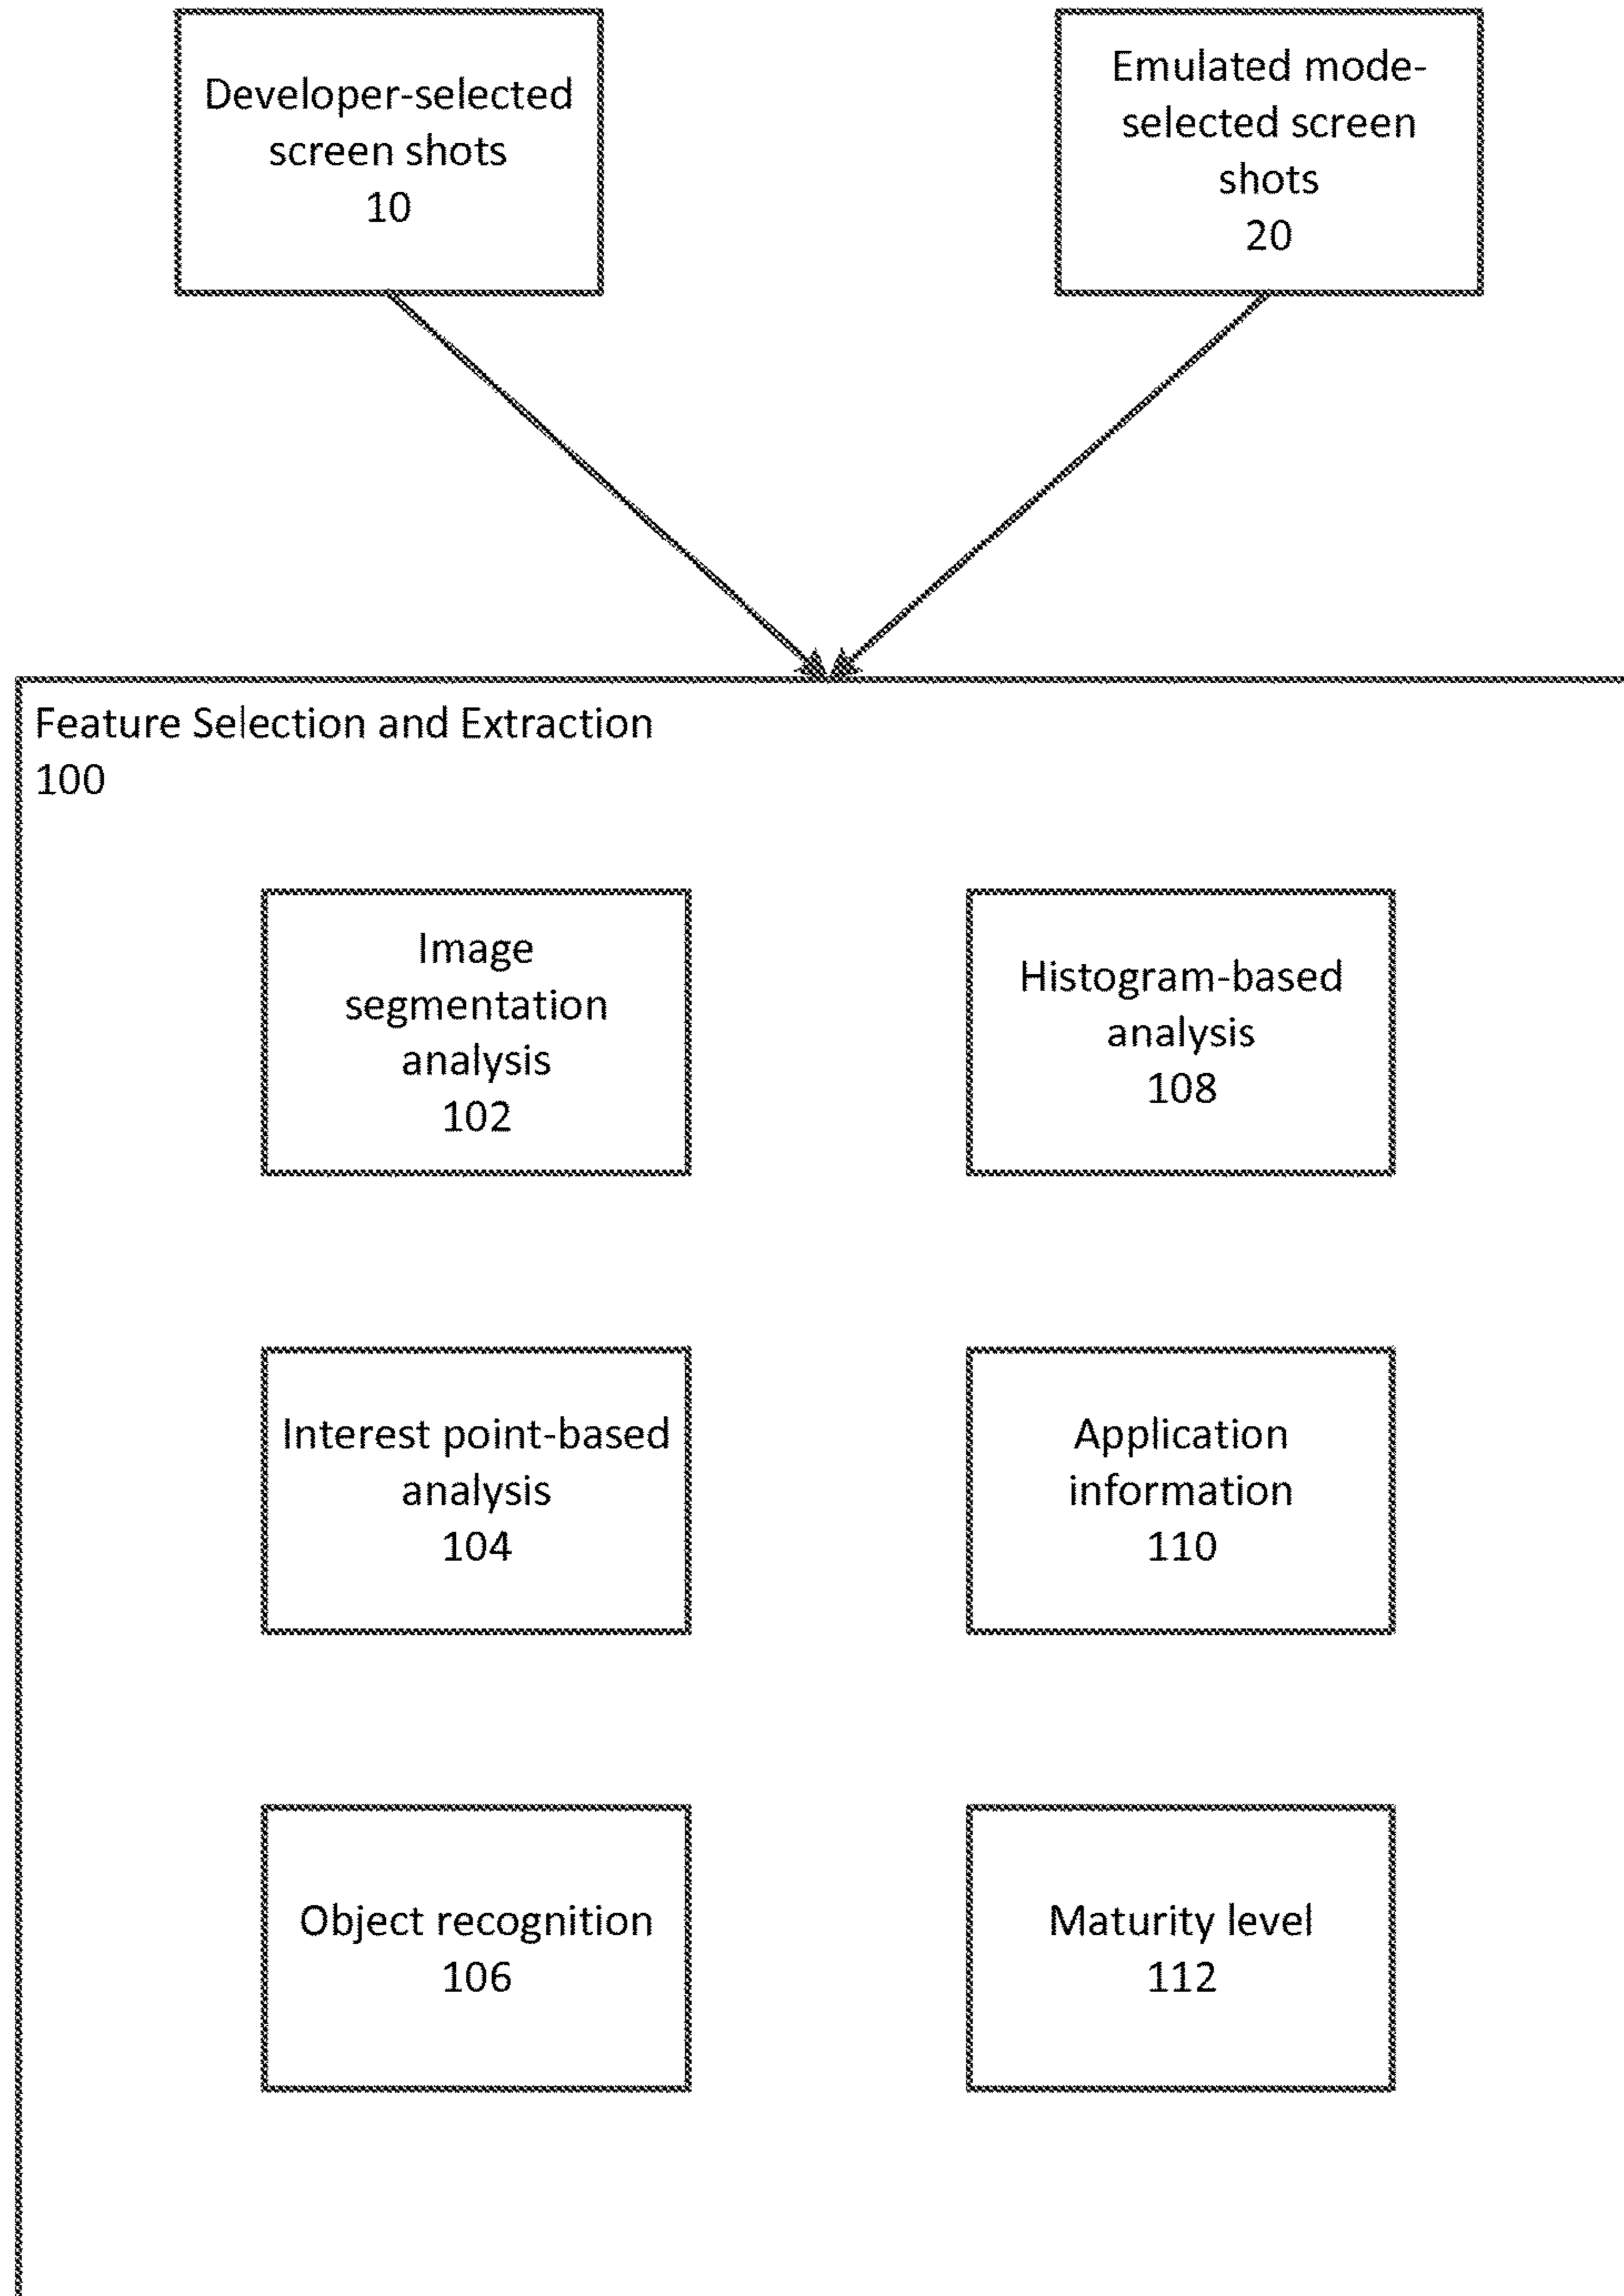 Developer-selected
screen shots
10
Emulated mode-
selected screen
shots
20
Feature Selection and Extraction
100
Image
segmentation
analysis
102
Histogram-based
analysis
108
Interest point-based
analysis
104
Application
information
110
Object recognition
106
Maturity level
112